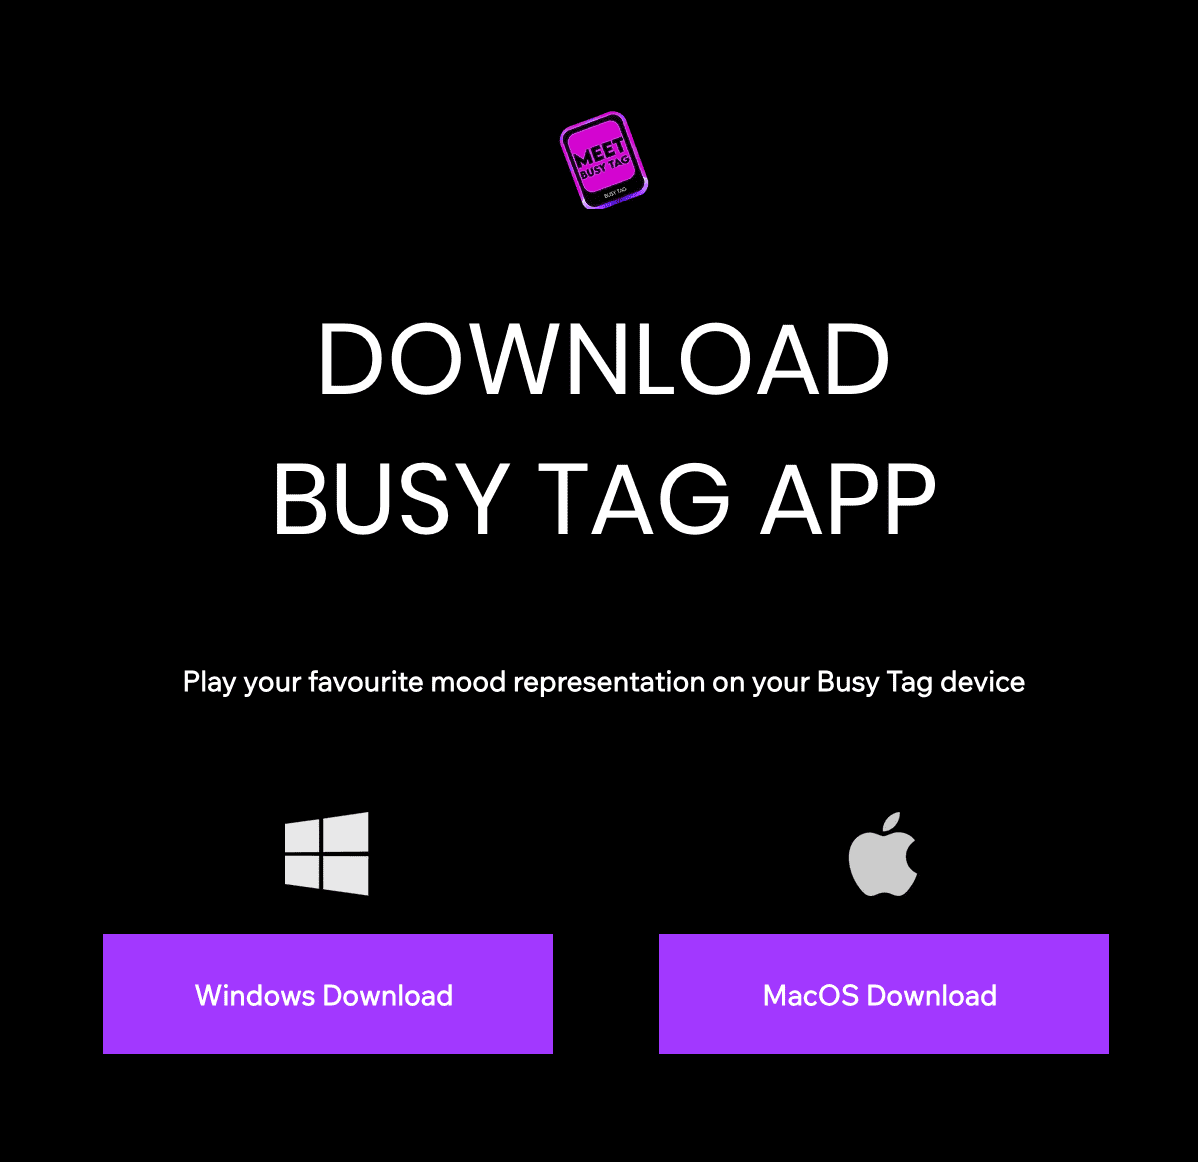 MEET
BUSY TAG
BUSY TAG
DOWNLOAD
BUSY TAG APP
Play your favourite mood representation on your Busy Tag device
Windows Download
MacOS Download